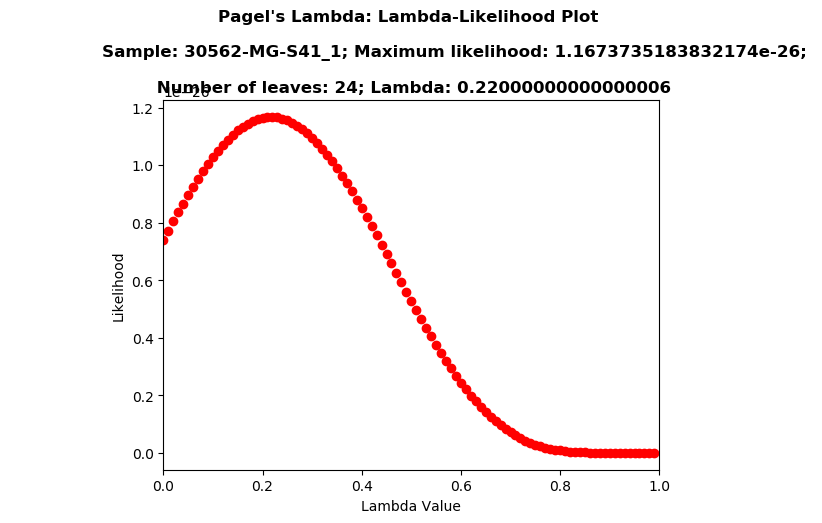 Pagel's Lambda: Lambda-Likelihood Plot
Sample: 30562-MG-S41_1; Maximum likelihood: 1.1673735183832174e-26;
Number of leaves: 24; Lambda: 0.22000000000000006
1e−26
1.2
1.0
0.8
0.6
0.4
0.2
0.0
Likelihood
0.0 0.2 0.4 0.6 0.8 1.0
Lambda Value